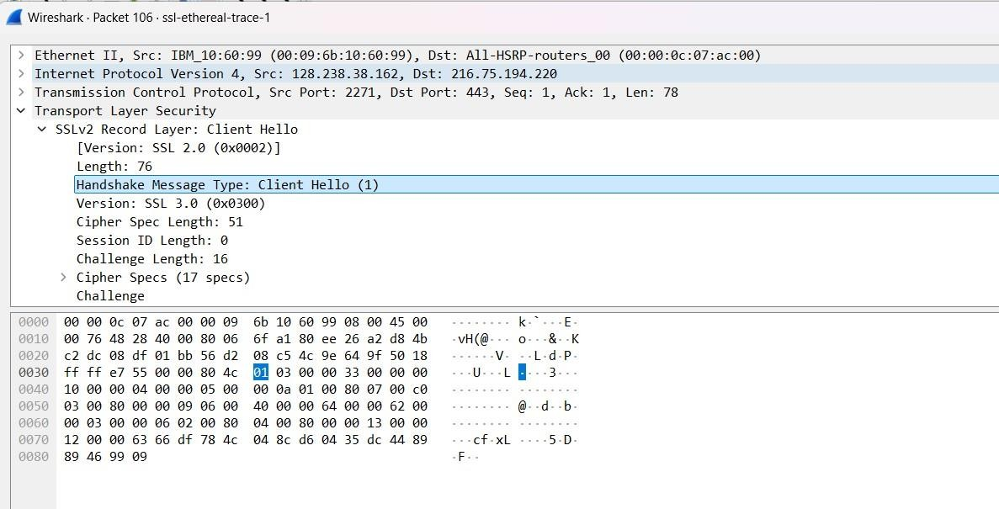 Wireshark · Packet 106 · ssl-ethereal-trace-1
Ethernet II, Src: IBM_10:60:99 (00:09:6b:10:60:99), Dst: All-HSRP-routers_00 (00:00:0c:07:ac:00)
Internet Protocol Version 4, Src: 128.238.38.162, Dst: 216.75.194.220
Transmission Control Protocol, Src Port: 2271, Dst Port: 443, Seq: 1, Ack: 1, Len: 78
Transport Layer Security
SSLv2 Record Layer: Client Hello
[Version: SSL 2.0 (0x0002)]
Length: 76
Handshake Message Type: Client Hello (1)
Version: SSL 3.0 (0x0300)
Cipher Spec Length: 51
Session ID Length: 0
Challenge Length: 16
Cipher Specs (17 specs)
Challenge
0000 00 00 0c 07 ac 00 00 09 6b 10 60 99 08 00 45 00 ········ k·`···E·
0010 00 76 48 28 40 00 80 06 6f a1 80 ee 26 a2 d8 4b ·vH(@··· o···&··K
0020 c2 dc 08 df 01 bb 56 d2 08 c5 4c 9e 64 9f 50 18 ······V· ··L·d·P·
0030 ff ff e7 55 00 00 80 4c 01 03 00 00 33 00 00 00 ···U···L ····3···
0040 10 00 00 04 00 00 05 00 00 0a 01 00 80 07 00 c0 ········ ········
0050 03 00 80 00 00 09 06 00 40 00 00 64 00 00 62 00 ········ @··d··b·
0060 00 03 00 00 06 02 00 80 04 00 80 00 00 13 00 00 ········ ········
0070 12 00 00 63 66 df 78 4c 04 8c d6 04 35 dc 44 89 ···cf·xL ····5·D·
0080 89 46 99 09 ·F··